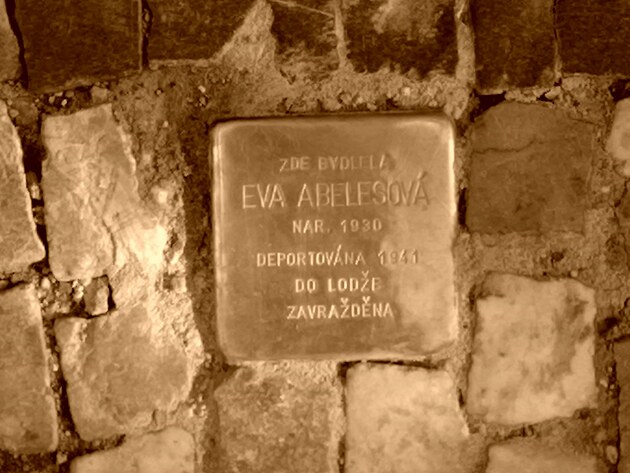 ZDE BYDLELA
EVA ABELESOVÁ
NAR. 1930
DEPORTOVÁNA 1941
DO LODŽE
ZAVRAŽDĚNA